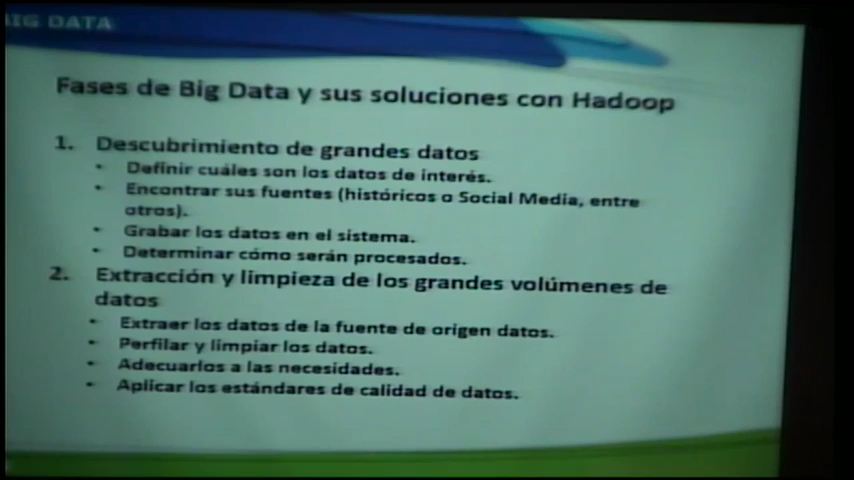 BIG DATA
Fases de Big Data y sus soluciones con Hadoop
1. Descubrimiento de grandes datos
• Definir cuáles son los datos de interés.
• Encontrar sus fuentes (históricos o Social Media, entre
otros).
• Grabar los datos en el sistema.
• Determinar cómo serán procesados.
2. Extracción y limpieza de los grandes volúmenes de
datos
• Extraer los datos de la fuente de origen datos.
• Perfilar y limpiar los datos.
• Adecuarlos a las necesidades.
• Aplicar los estándares de calidad de datos.